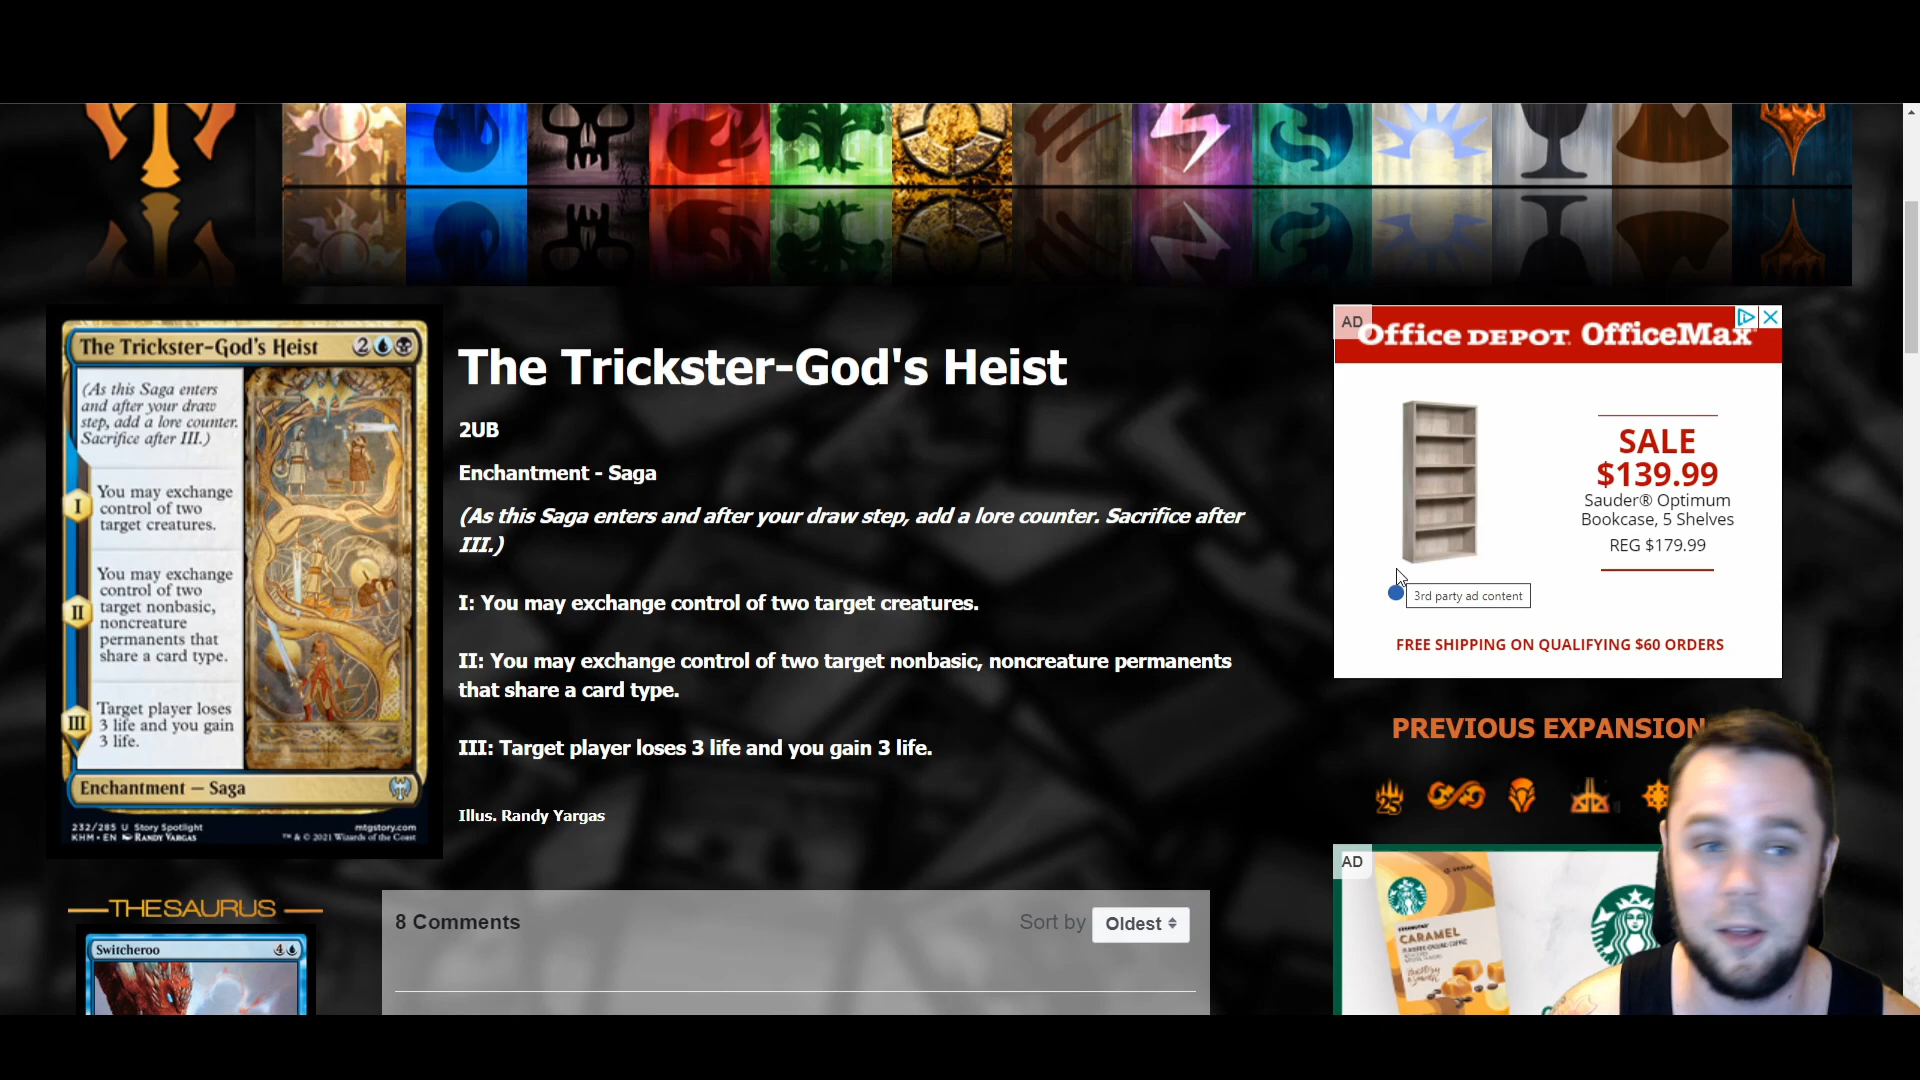 The Trickster-God's Heist 2
(As this Saga enters
and after your draw
step, add a lore counter.
Sacrifice after III.)
I
You may exchange
control of two
target creatures.
II
You may exchange
control of two
target nonbasic,
noncreature
permanents that
share a card type.
III
Target player loses
3 life and you gain
3 life.
Enchantment — Saga
232/285 U Story Spotlight
KHM • EN RANDY YARGAS
mtgstory.com
™ & © 2021 Wizards of the Coast
The Trickster-God's Heist
2UB
Enchantment - Saga
(As this Saga enters and after your draw step, add a lore counter. Sacrifice after
III.)
I: You may exchange control of two target creatures.
II: You may exchange control of two target nonbasic, noncreature permanents
that share a card type.
III: Target player loses 3 life and you gain 3 life.
Illus. Randy Yargas
AD
Office DEPOT. OfficeMax
SALE
$139.99
Sauder® Optimum
Bookcase, 5 Shelves
REG $179.99
3rd party ad content
FREE SHIPPING ON QUALIFYING $60 ORDERS
PREVIOUS EXPANSION
25
AD
CARAMEL
THESAURUS
Switcheroo 4
8 Comments
Sort by Oldest